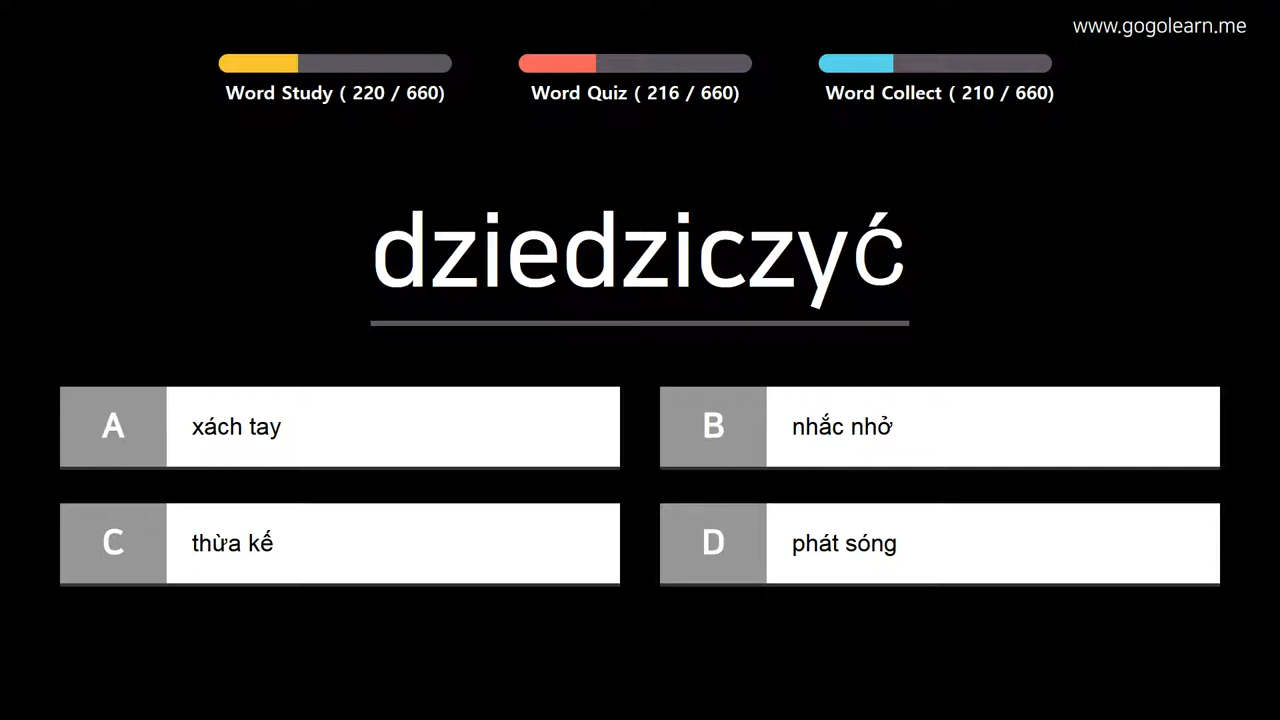 www.gogolearn.me
Word Study ( 220 / 660)
Word Quiz ( 216 / 660)
Word Collect ( 210 / 660)
dziedziczyć
A xách tay
B nhắc nhở
C thừa kế
D phát sóng